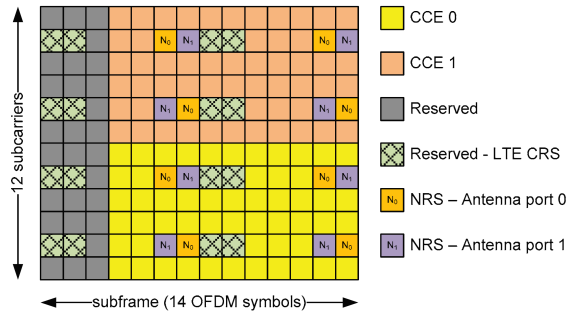 12 subcarriers
N₀ N₁ N₀ N₁
N₁ N₀ N₁ N₀
N₀ N₁ N₀ N₁
N₁ N₀ N₁ N₀
subframe (14 OFDM symbols)
CCE 0
CCE 1
Reserved
Reserved - LTE CRS
N₀ NRS – Antenna port 0
N₁ NRS – Antenna port 1